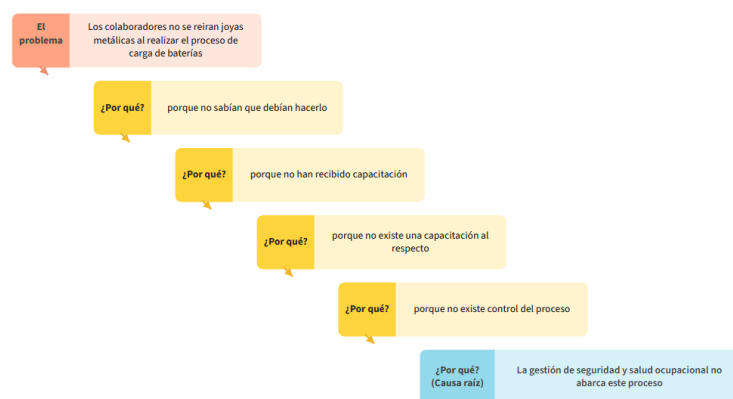 El
problema
Los colaboradores no se reiran joyas
metálicas al realizar el proceso de
carga de baterías
¿Por qué?
porque no sabían que debían hacerlo
¿Por qué?
porque no han recibido capacitación
¿Por qué?
porque no existe una capacitación al
respecto
¿Por qué?
porque no existe control del proceso
¿Por qué?
(Causa raíz)
La gestión de seguridad y salud ocupacional no
abarca este proceso